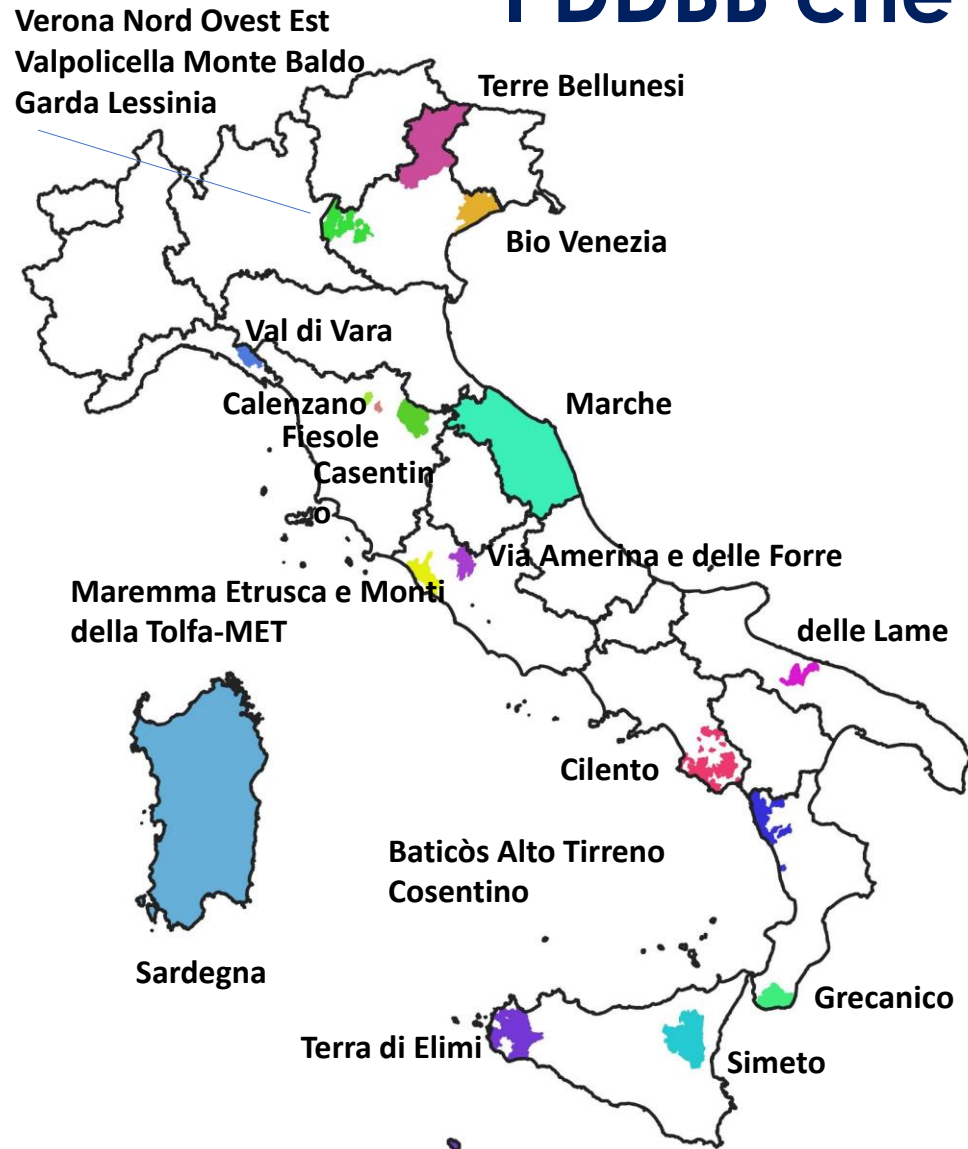 I DDBB che
Verona Nord Ovest Est
Valpolicella Monte Baldo
Garda Lessinia
Terre Bellunesi
Bio Venezia
Val di Vara
Calenzano
Fiesole
Casentin
o
Marche
Via Amerina e delle Forre
Maremma Etrusca e Monti
della Tolfa-MET
delle Lame
Cilento
Baticòs Alto Tirreno
Cosentino
Sardegna
Grecanico
Terra di Elimi
Simeto